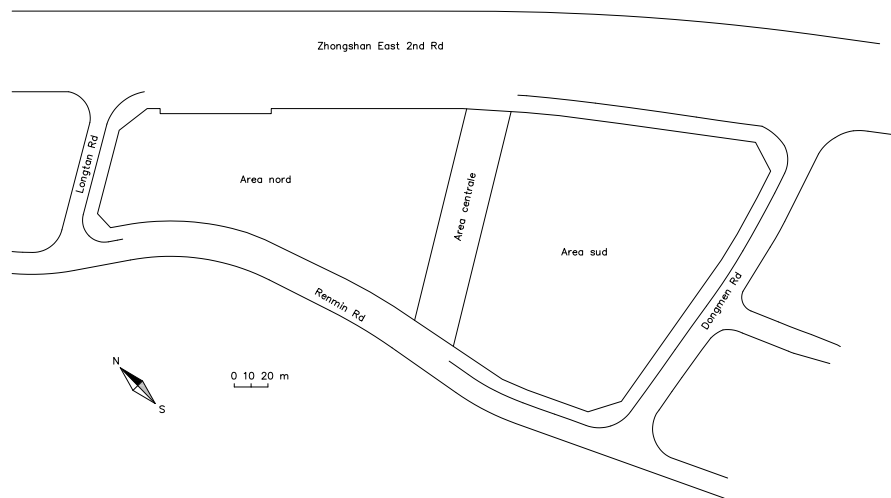 Zhongshan East 2nd Rd
Longtan Rd
Area nord
Area centrale
Area sud
Renmin Rd
Dongmen Rd
N
S
0 10 20 m